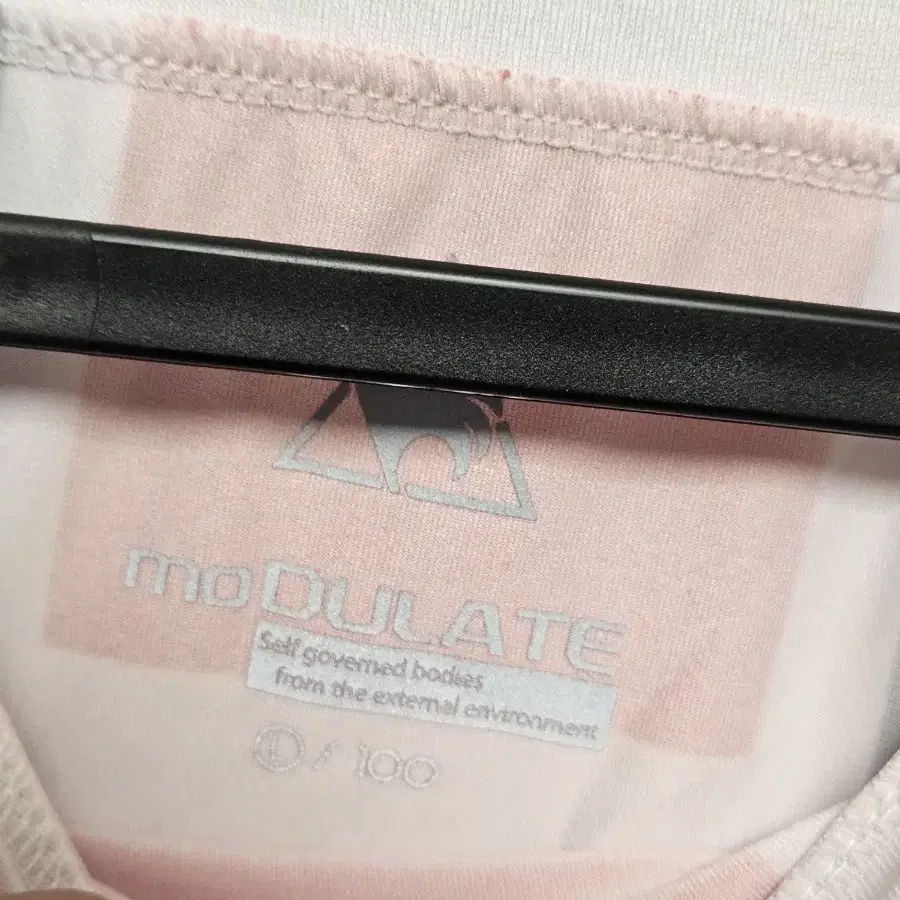 moDULATE
Self governed bodies
from the external environment
L / 100